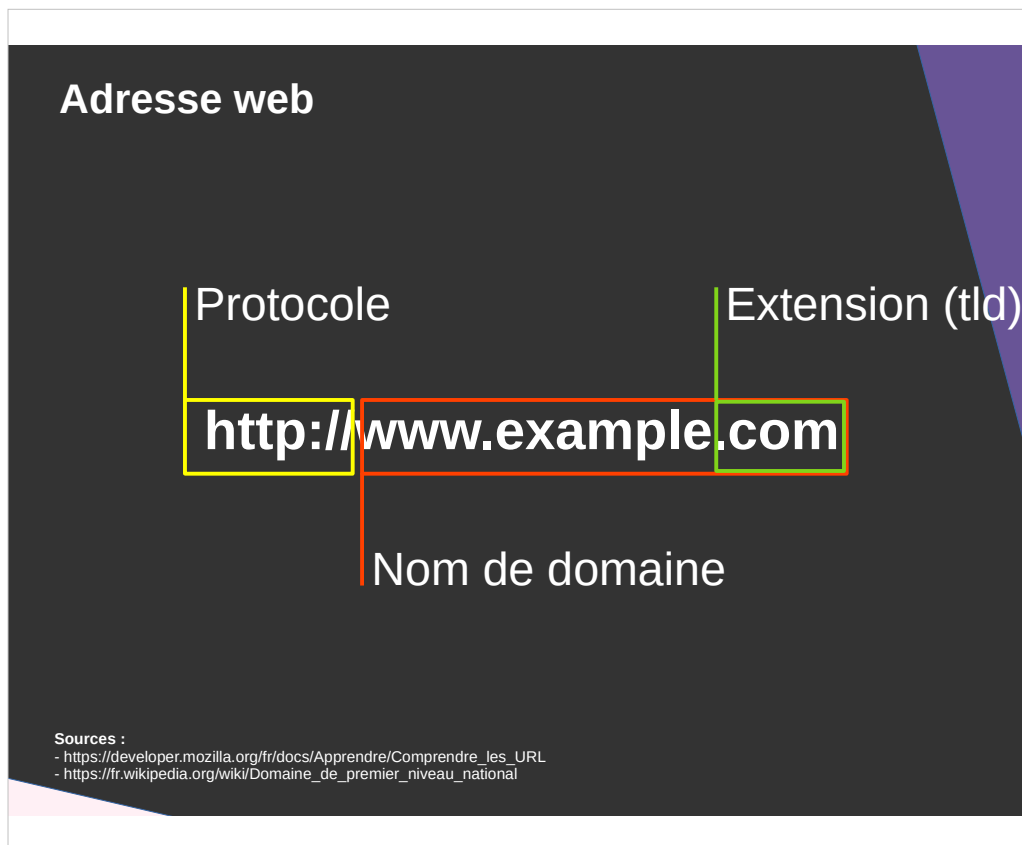 Adresse web
Protocole
Extension (tld)
http://www.example.com
Nom de domaine
Sources :
- https://developer.mozilla.org/fr/docs/Apprendre/Comprendre_les_URL
- https://fr.wikipedia.org/wiki/Domaine_de_premier_niveau_national